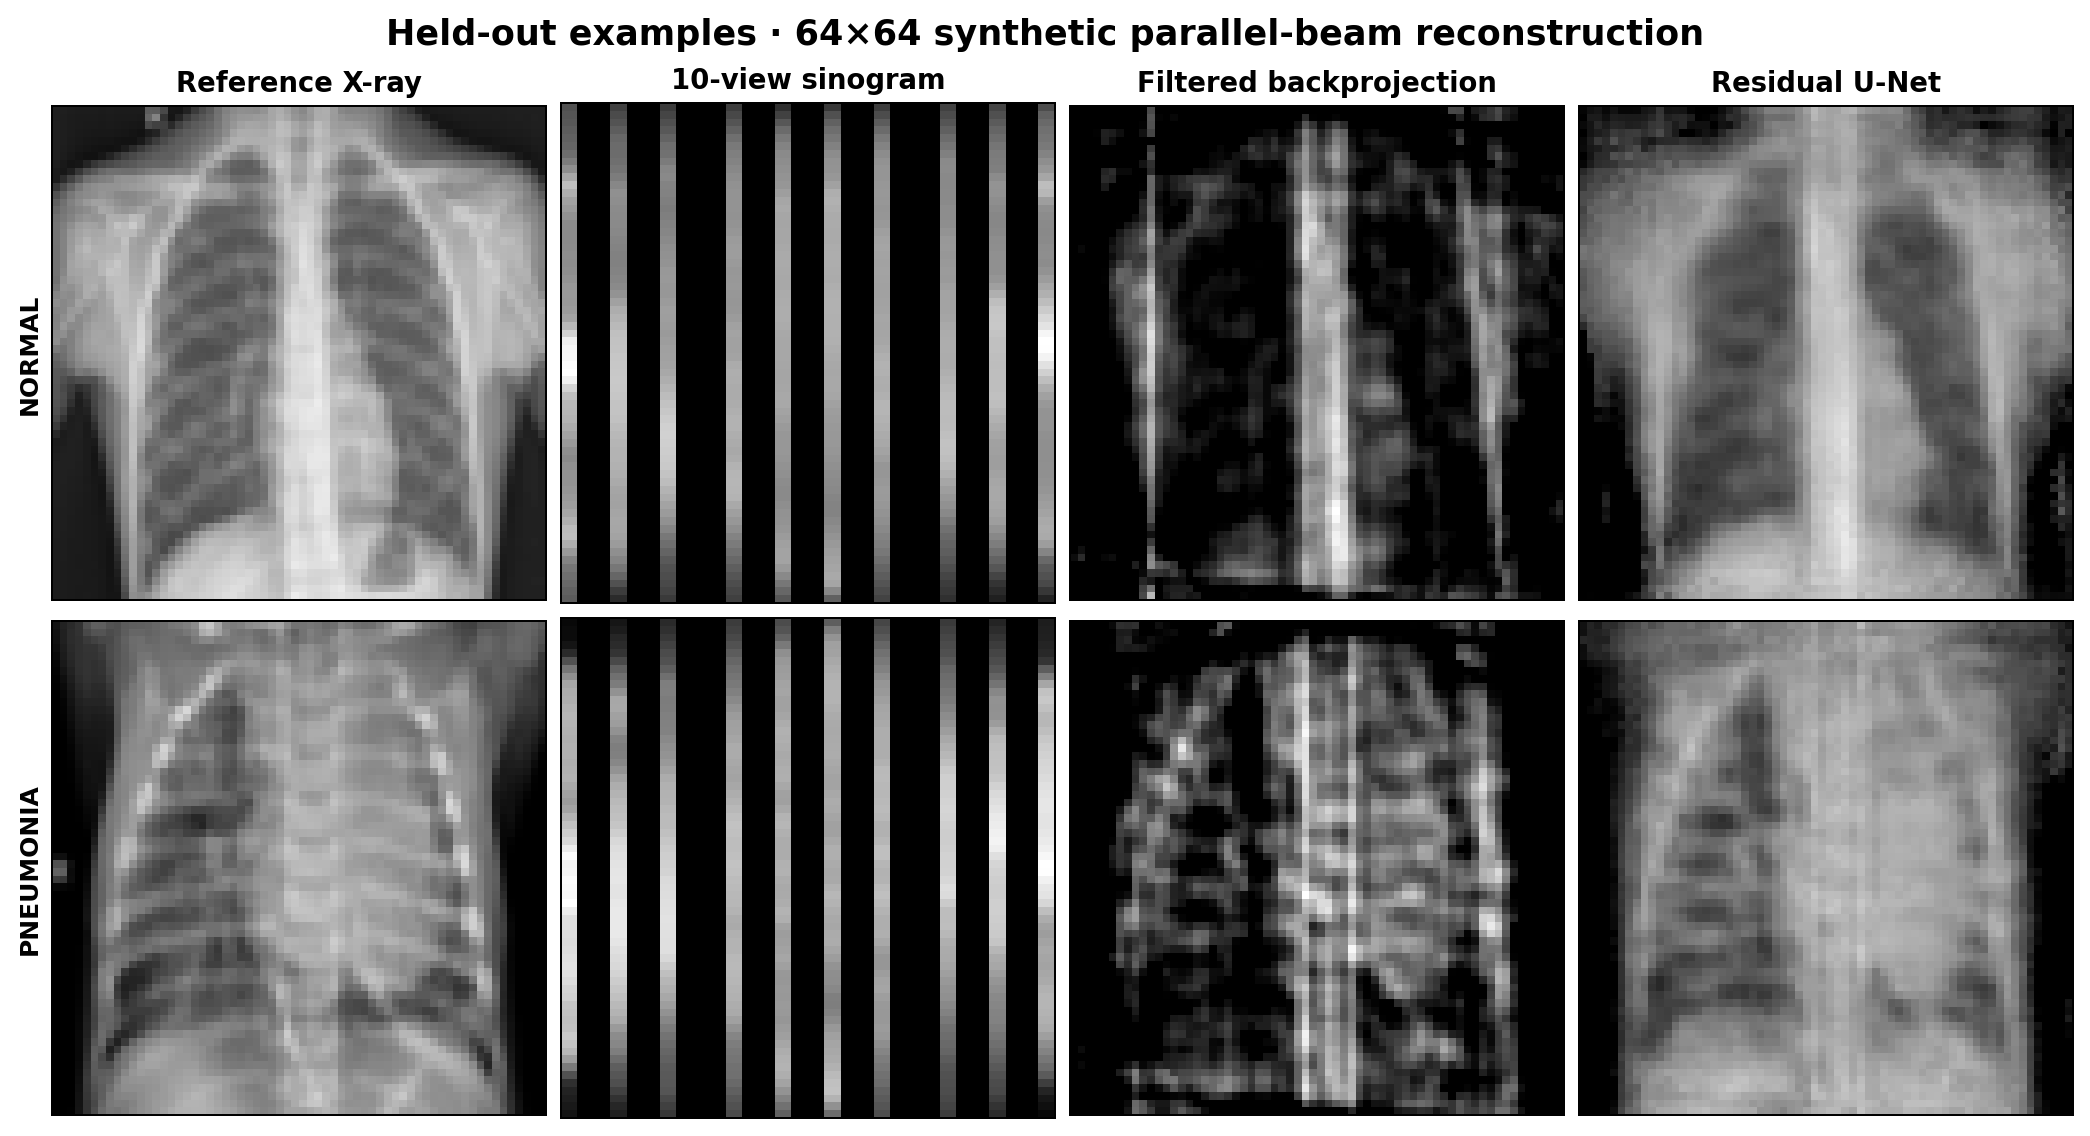 Held-out examples · 64×64 synthetic parallel-beam reconstruction
Reference X-ray
10-view sinogram
Filtered backprojection
Residual U-Net
NORMAL
PNEUMONIA